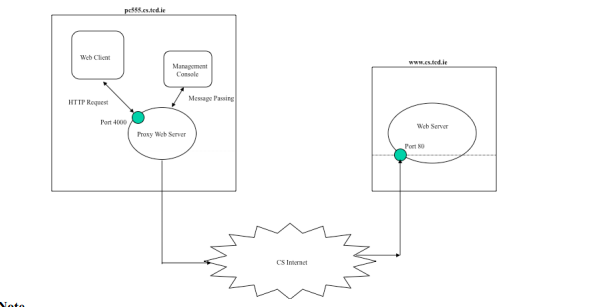 pc555.cs.tcd.ie
Web Client
Management
Console
HTTP Request
Message Passing
Port 4000
Proxy Web Server
www.cs.tcd.ie
Web Server
Port 80
CS Internet
Note